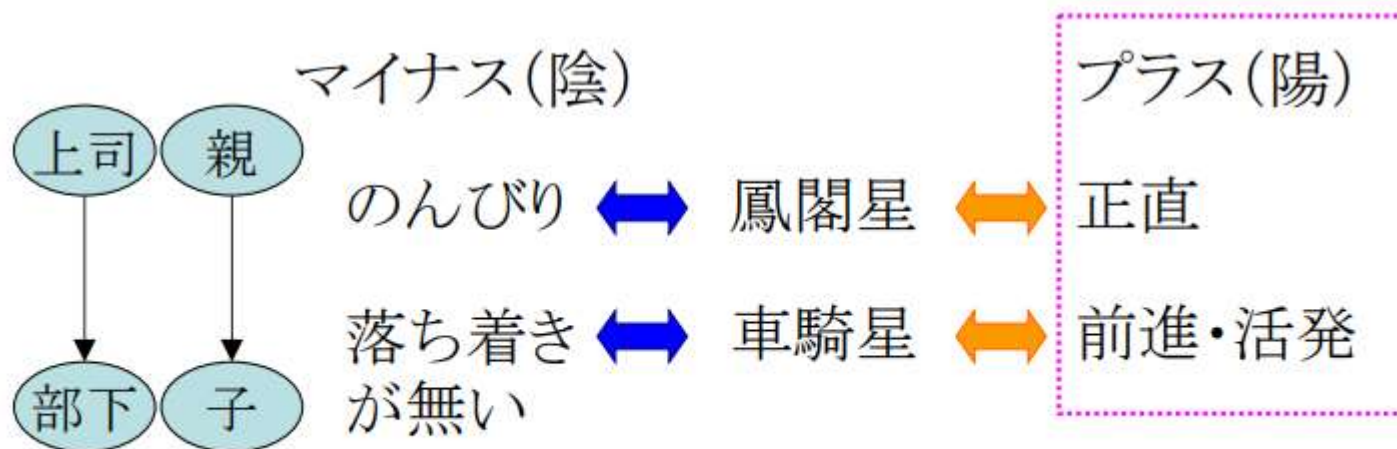 マイナス(陰)
プラス(陽)
上司
親
のんびり
鳳閣星
正直
落ち着き
が無い
車騎星
前進・活発
部下
子